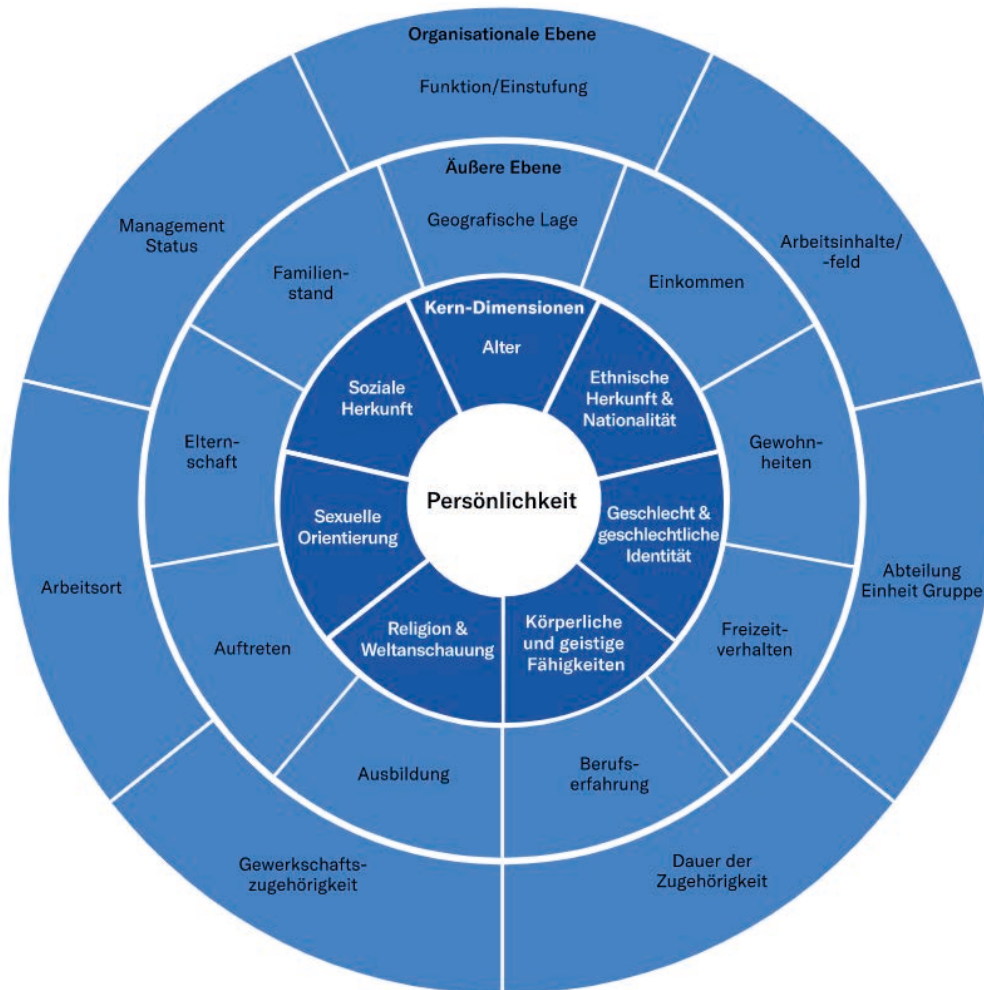 Organisationale Ebene
Funktion/Einstufung
Arbeitsinhalte/
-feld
Abteilung
Einheit Gruppe
Dauer der
Zugehörigkeit
Gewerkschafts-
zugehörigkeit
Arbeitsort
Management
Status
Äußere Ebene
Geografische Lage
Einkommen
Gewohn-
heiten
Freizeit-
verhalten
Berufs-
erfahrung
Ausbildung
Auftreten
Eltern-
schaft
Familien-
stand
Kern-Dimensionen
Alter
Ethnische
Herkunft &
Nationalität
Geschlecht &
geschlechtliche
Identität
Körperliche
und geistige
Fähigkeiten
Religion &
Weltanschauung
Sexuelle
Orientierung
Soziale
Herkunft
Persönlichkeit